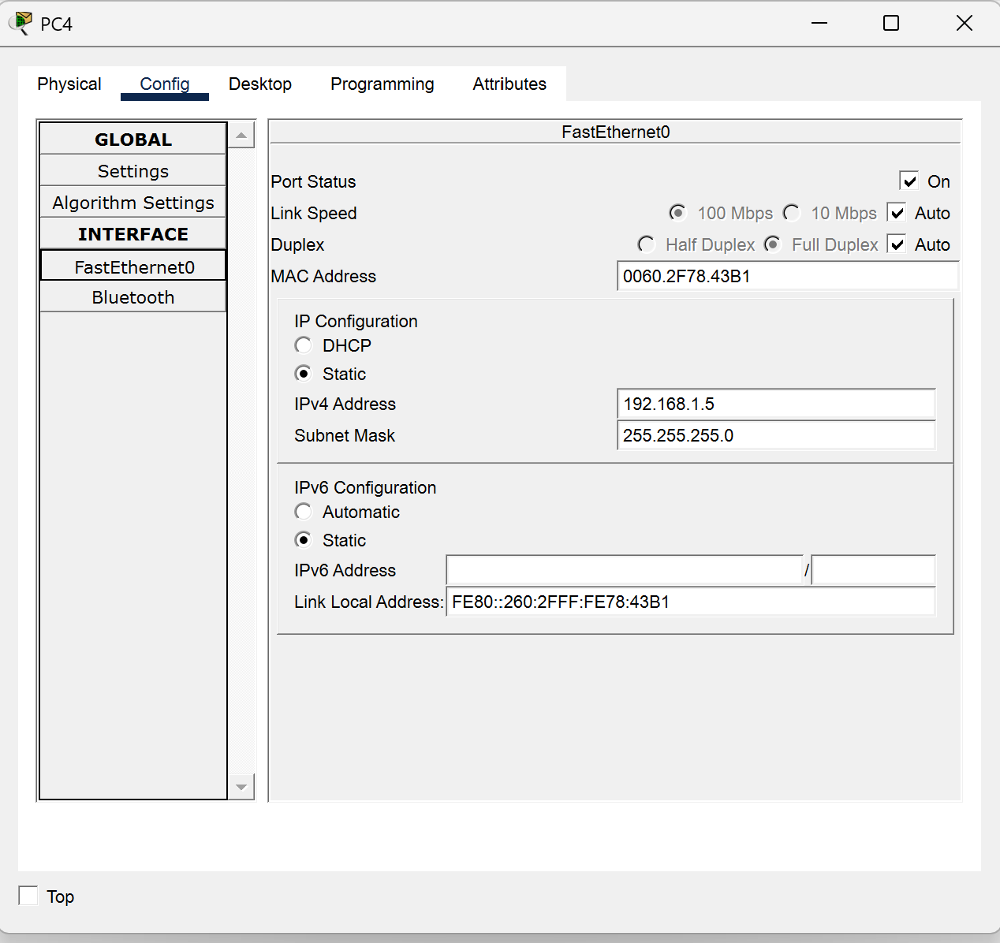 PC4
Physical Config Desktop Programming Attributes
GLOBAL
Settings
Algorithm Settings
INTERFACE
FastEthernet0
Bluetooth
FastEthernet0
Port Status On
Link Speed 100 Mbps 10 Mbps Auto
Duplex Half Duplex Full Duplex Auto
MAC Address 0060.2F78.43B1
IP Configuration
DHCP
Static
IPv4 Address 192.168.1.5
Subnet Mask 255.255.255.0
IPv6 Configuration
Automatic
Static
IPv6 Address /
Link Local Address: FE80::260:2FFF:FE78:43B1
Top